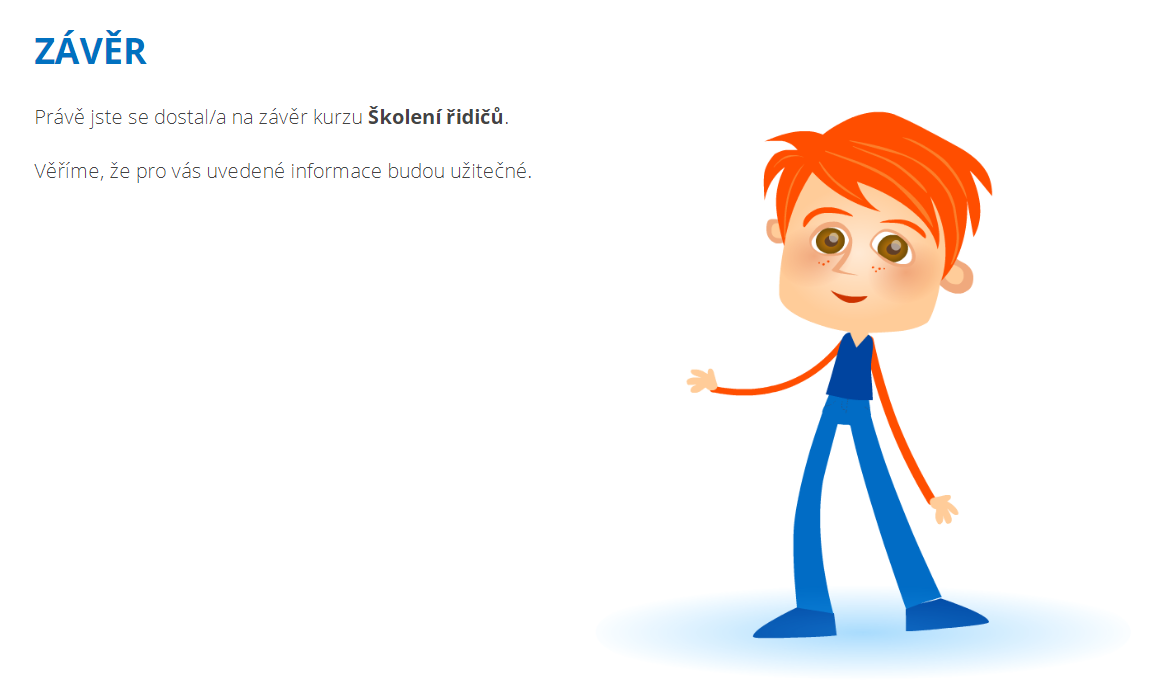 ZÁVĚR
Právě jste se dostal/a na závěr kurzu Školení řidičů.
Věříme, že pro vás uvedené informace budou užitečné.